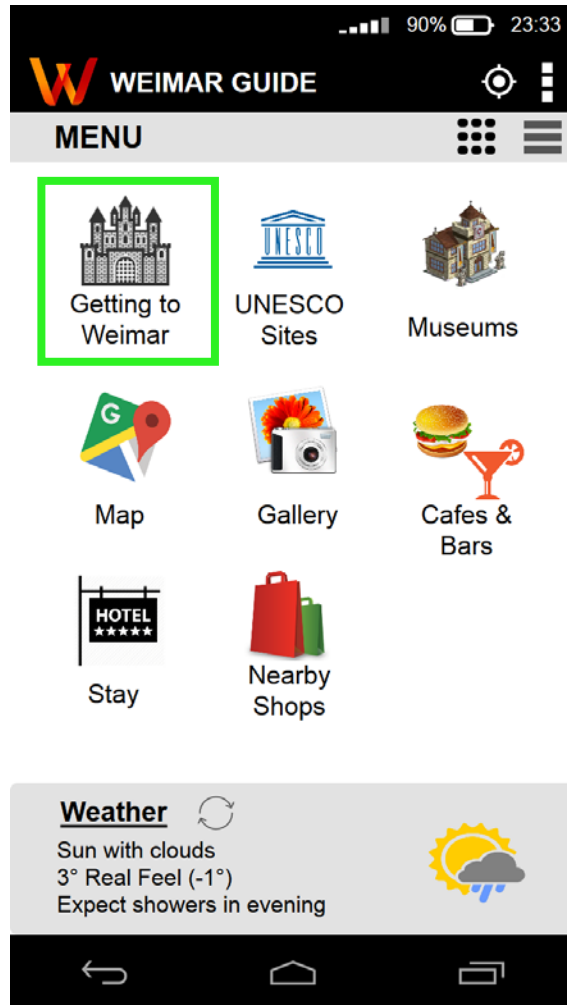 90% 23:33
WEIMAR GUIDE
MENU
Getting to
Weimar
UNESCO
UNESCO
Sites
Museums
G
Map
Gallery
Cafes &
Bars
HOTEL
★★★★★
Stay
Nearby
Shops
Weather
Sun with clouds
3° Real Feel (-1°)
Expect showers in evening